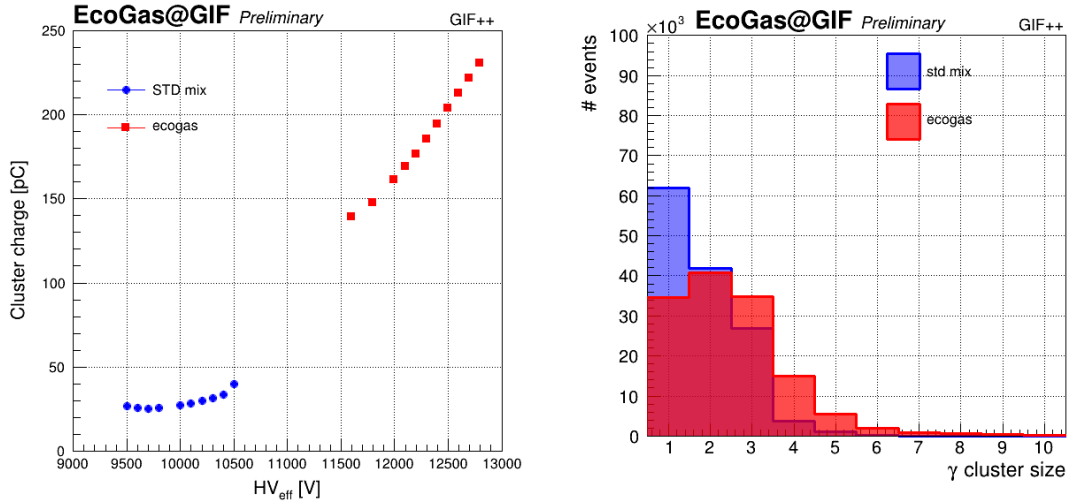 EcoGas@GIF Preliminary GIF++
Cluster charge [pC]
250
200
150
100
50
0
STD mix
ecogas
9000 9500 10000 10500 11000 11500 12000 12500 13000
HVeff [V]
EcoGas@GIF Preliminary GIF++
×10³
# events
100
90
80
70
60
50
40
30
20
10
0
std mix
ecogas
1 2 3 4 5 6 7 8 9 10
γ cluster size